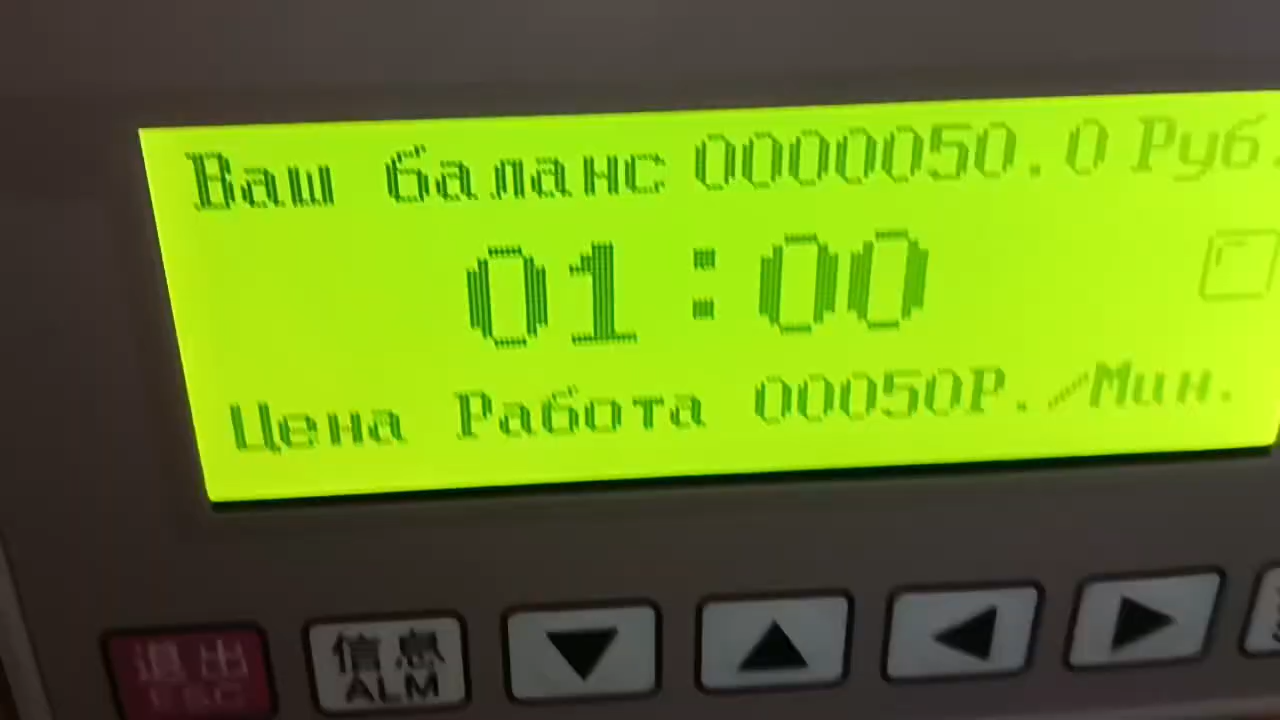 Ваш баланс 0000050.0 Руб.
01:00
Цена Работа 00050Р./Мин.
退出 信息
ESC ALM